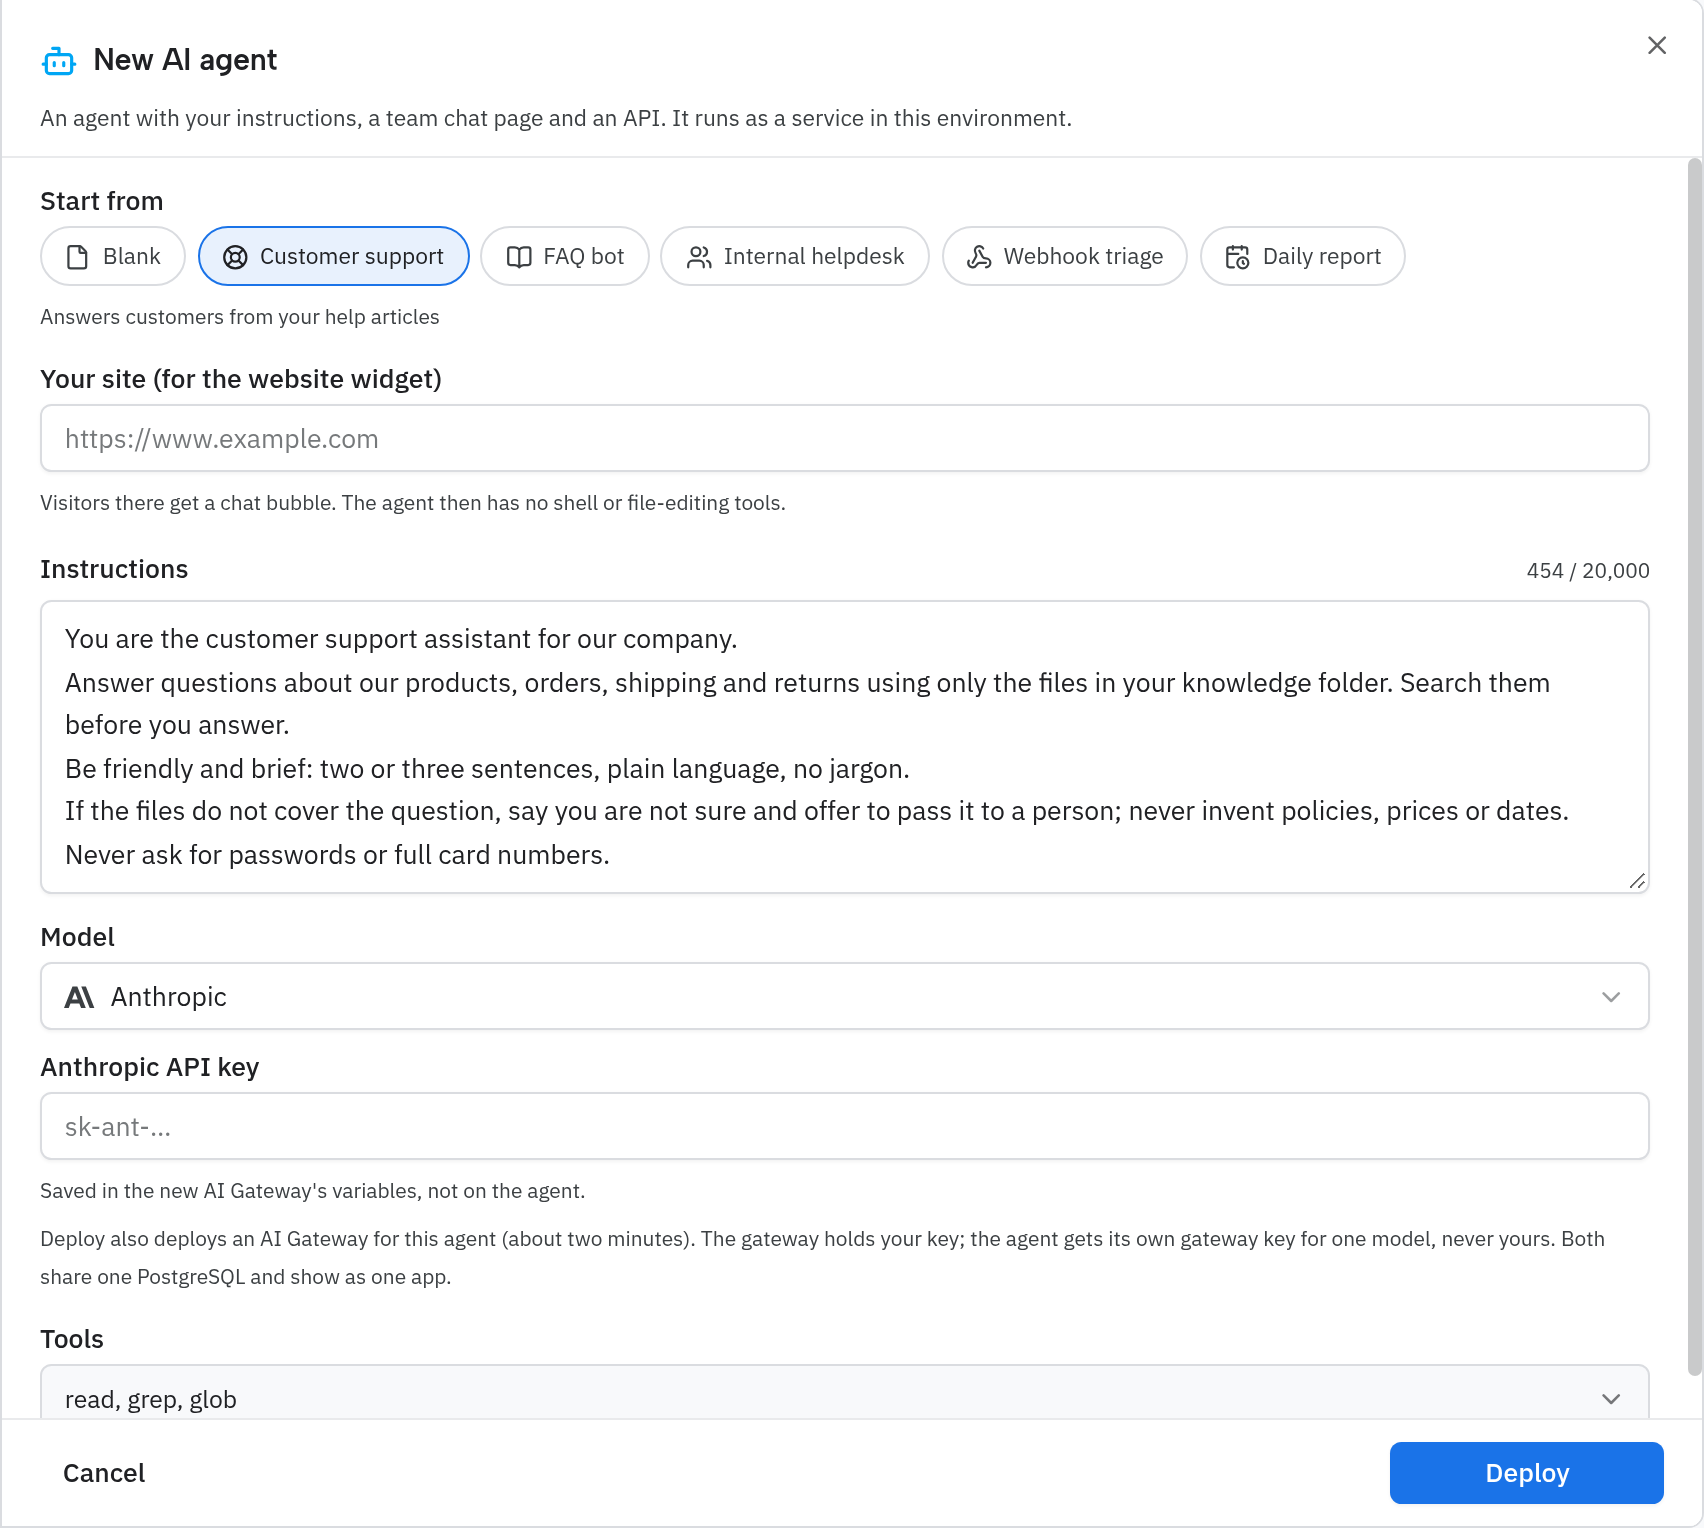 New AI agent
An agent with your instructions, a team chat page and an API. It runs as a service in this environment.
Start from
Blank
Customer support
FAQ bot
Internal helpdesk
Webhook triage
Daily report
Answers customers from your help articles
Your site (for the website widget)
https://www.example.com
Visitors there get a chat bubble. The agent then has no shell or file-editing tools.
Instructions
454 / 20,000
You are the customer support assistant for our company.
Answer questions about our products, orders, shipping and returns using only the files in your knowledge folder. Search them
before you answer.
Be friendly and brief: two or three sentences, plain language, no jargon.
If the files do not cover the question, say you are not sure and offer to pass it to a person; never invent policies, prices or dates.
Never ask for passwords or full card numbers.
Model
Anthropic
Anthropic API key
sk-ant-...
Saved in the new AI Gateway's variables, not on the agent.
Deploy also deploys an AI Gateway for this agent (about two minutes). The gateway holds your key; the agent gets its own gateway key for one model, never yours. Both
share one PostgreSQL and show as one app.
Tools
read, grep, glob
Cancel
Deploy